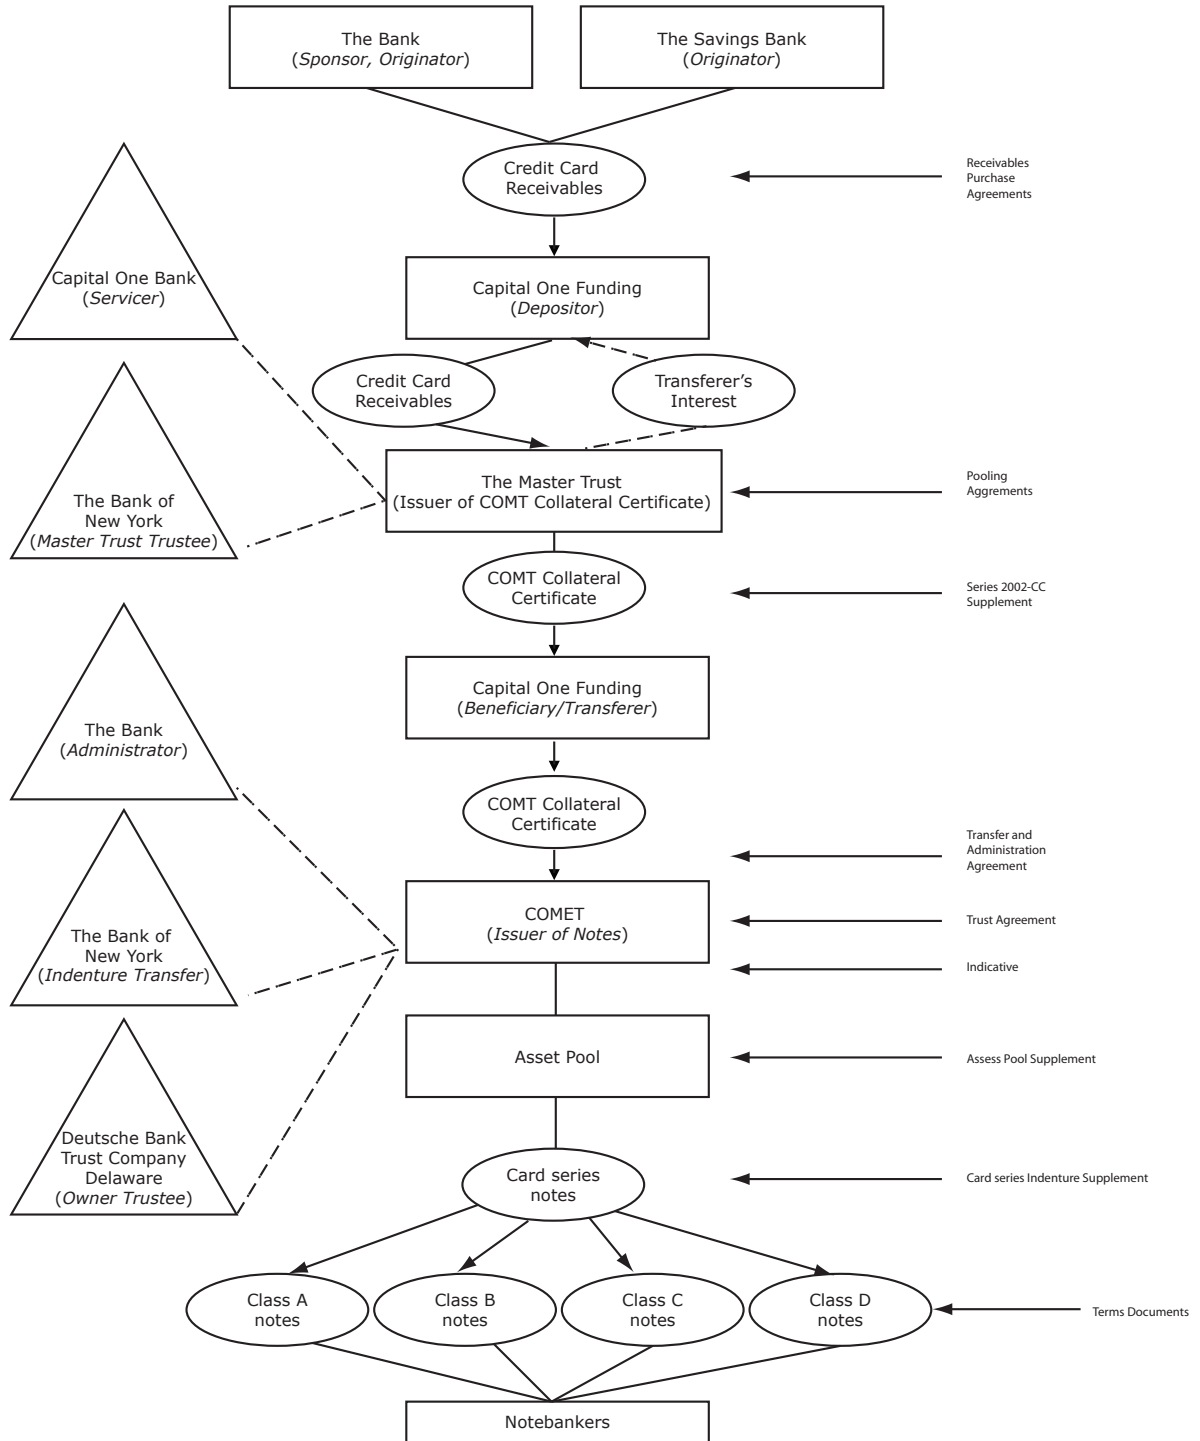 The Bank
(Sponsor, Originator)
The Savings Bank
(Originator)
Credit Card
Receivables
Receivables
Purchase
Agreements
Capital One Bank
(Servicer)
Capital One Funding
(Depositor)
Credit Card
Receivables
Transferer's
Interest
The Bank of
New York
(Master Trust Trustee)
The Master Trust
(Issuer of COMT Collateral Certificate)
Pooling
Aggrements
COMT Collateral
Certificate
Series 2002-CC
Supplement
Capital One Funding
(Beneficiary/Transferer)
The Bank
(Administrator)
COMT Collateral
Certificate
Transfer and
Administration
Agreement
COMET
(Issuer of Notes)
Trust Agreement
The Bank of
New York
(Indenture Transfer)
Indicative
Asset Pool
Assess Pool Supplement
Deutsche Bank
Trust Company
Delaware
(Owner Trustee)
Card series
notes
Card series Indenture Supplement
Class A
notes
Class B
notes
Class C
notes
Class D
notes
Terms Documents
Notebankers